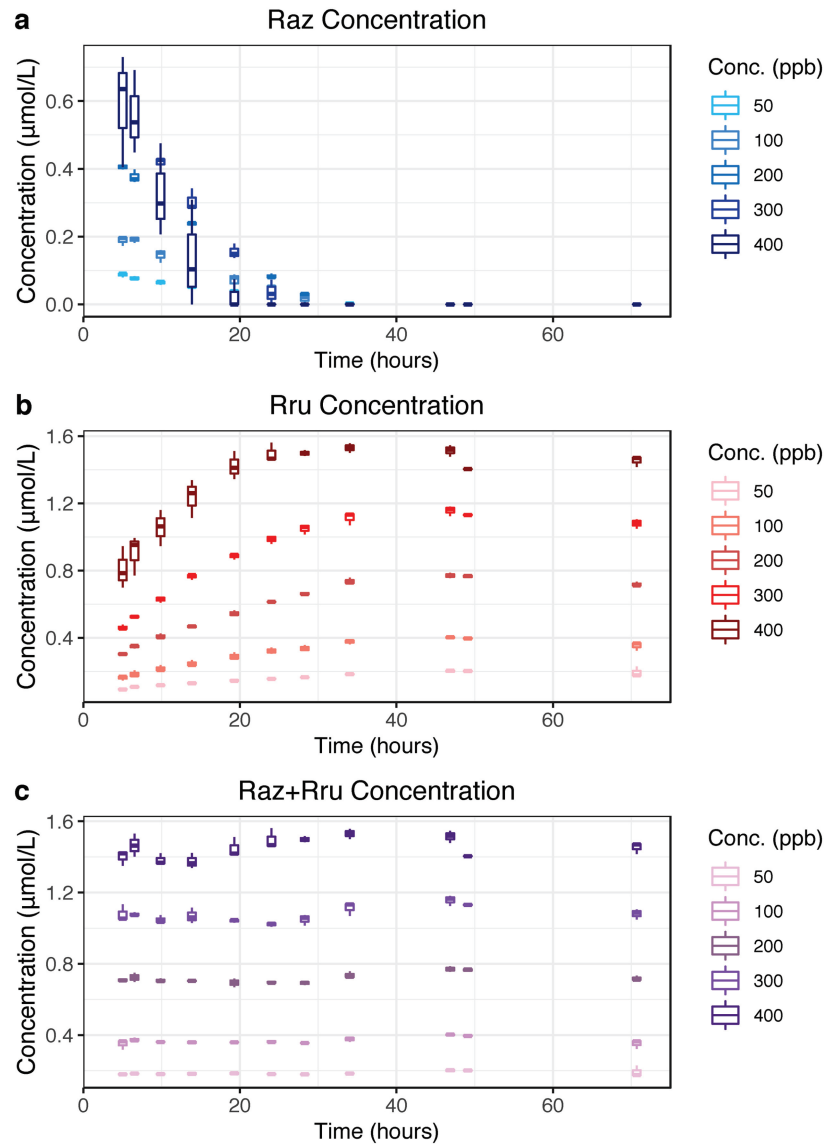 a Raz Concentration
Concentration (µmol/L)
0.6
0.4
0.2
0.0
0 20 40 60
Time (hours)
Conc. (ppb)
50
100
200
300
400
b Rru Concentration
Concentration (µmol/L)
1.6
1.2
0.8
0.4
0 20 40 60
Time (hours)
Conc. (ppb)
50
100
200
300
400
c Raz+Rru Concentration
Concentration (µmol/L)
1.6
1.2
0.8
0.4
0 20 40 60
Time (hours)
Conc. (ppb)
50
100
200
300
400